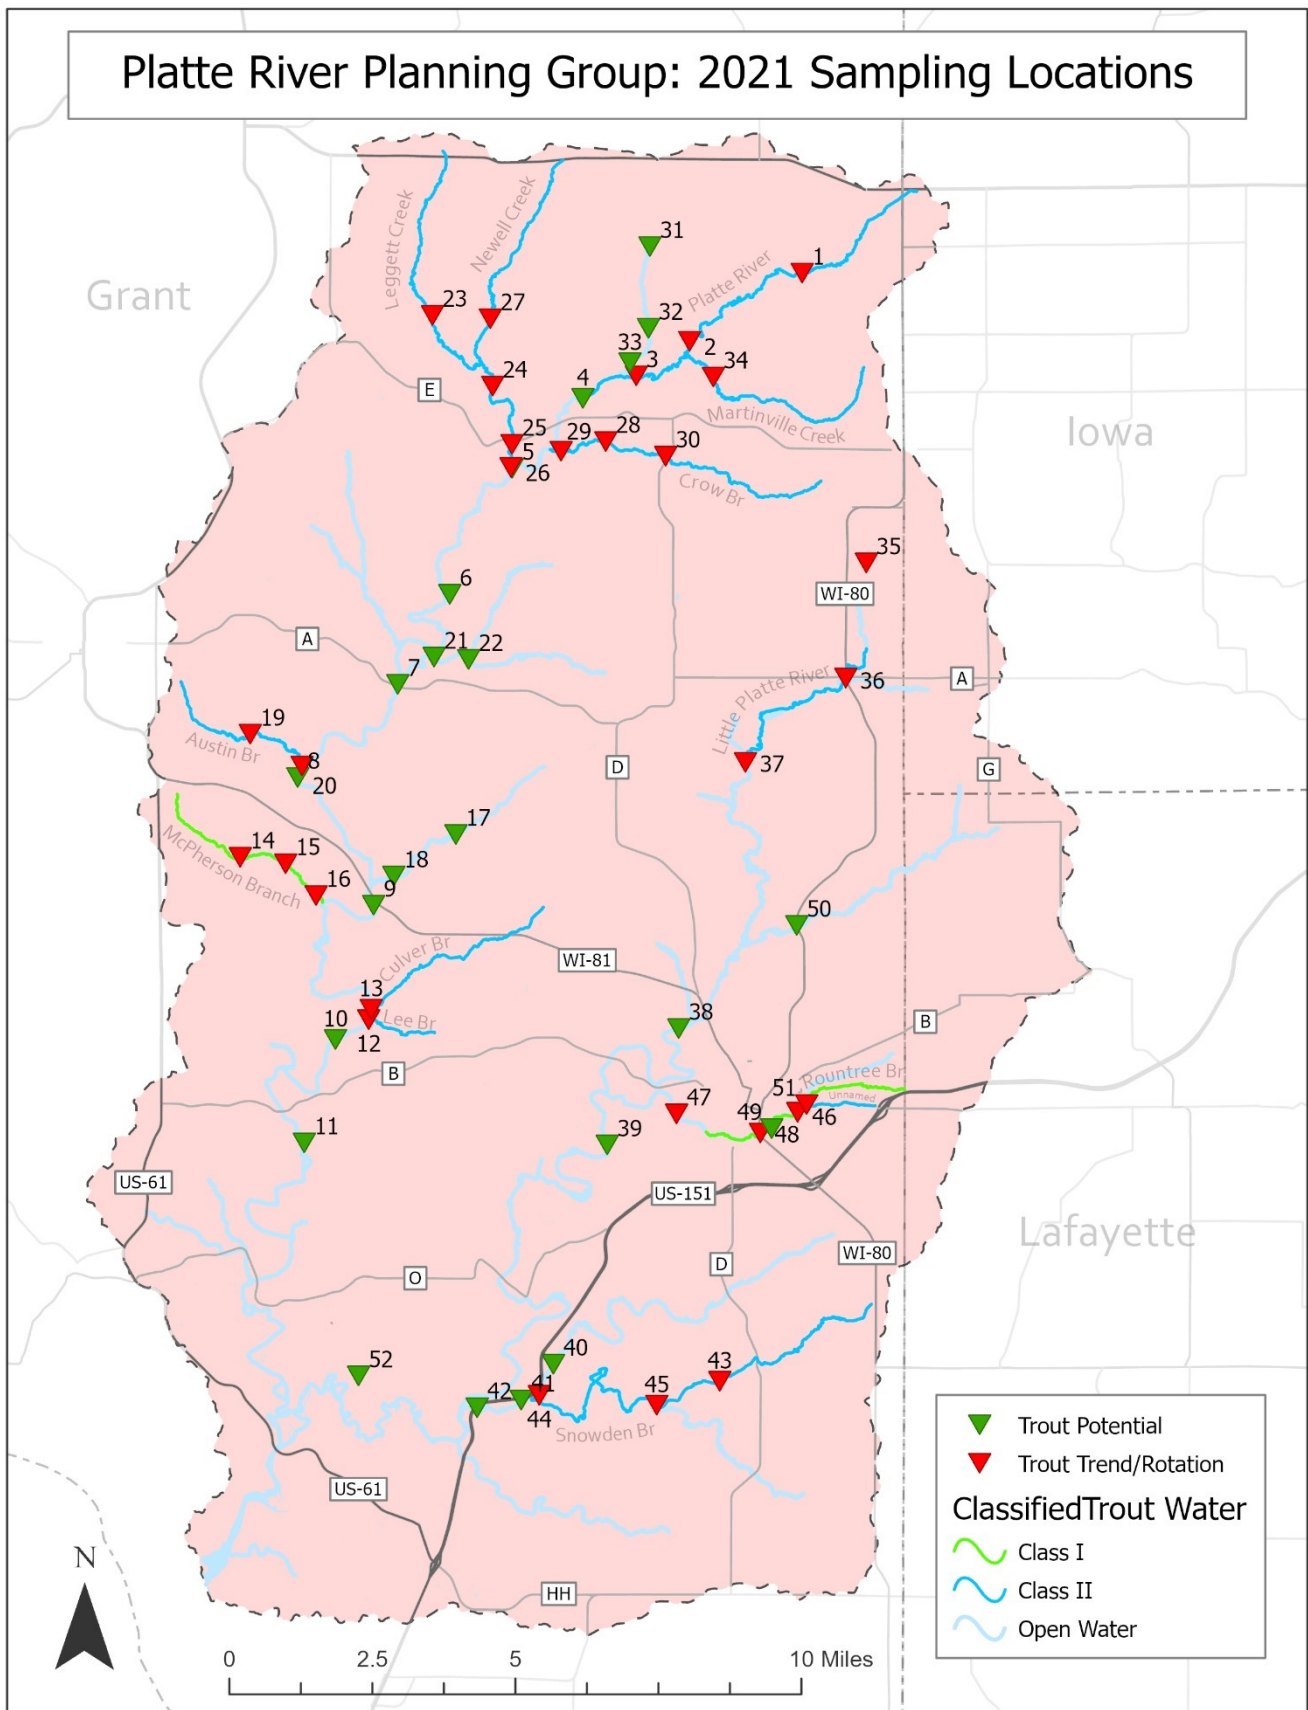 Platte River Planning Group: 2021 Sampling Locations
Leggett Creek
Newell Creek
31
Platte River
1
Grant
23
27
32
33
3
2
34
24
4
E
Martinville Creek
Iowa
25
5
26
29
28
30
Crow Br
35
WI-80
6
A
21
22
7
Little Platte River
36
A
19
Austin Br
8
20
D
37
G
17
McPherson Branch
14
15
16
18
9
50
Culver Br
WI-81
13
Lee Br
10
12
38
B
B
Rountree Br
Unnamed
51
46
47
49
48
11
39
US-61
US-151
Lafayette
O
D
WI-80
52
40
43
42
41
45
44
Snowden Br
US-61
HH
N
0 2.5 5 10 Miles
Trout Potential
Trout Trend/Rotation
ClassifiedTrout Water
Class I
Class II
Open Water